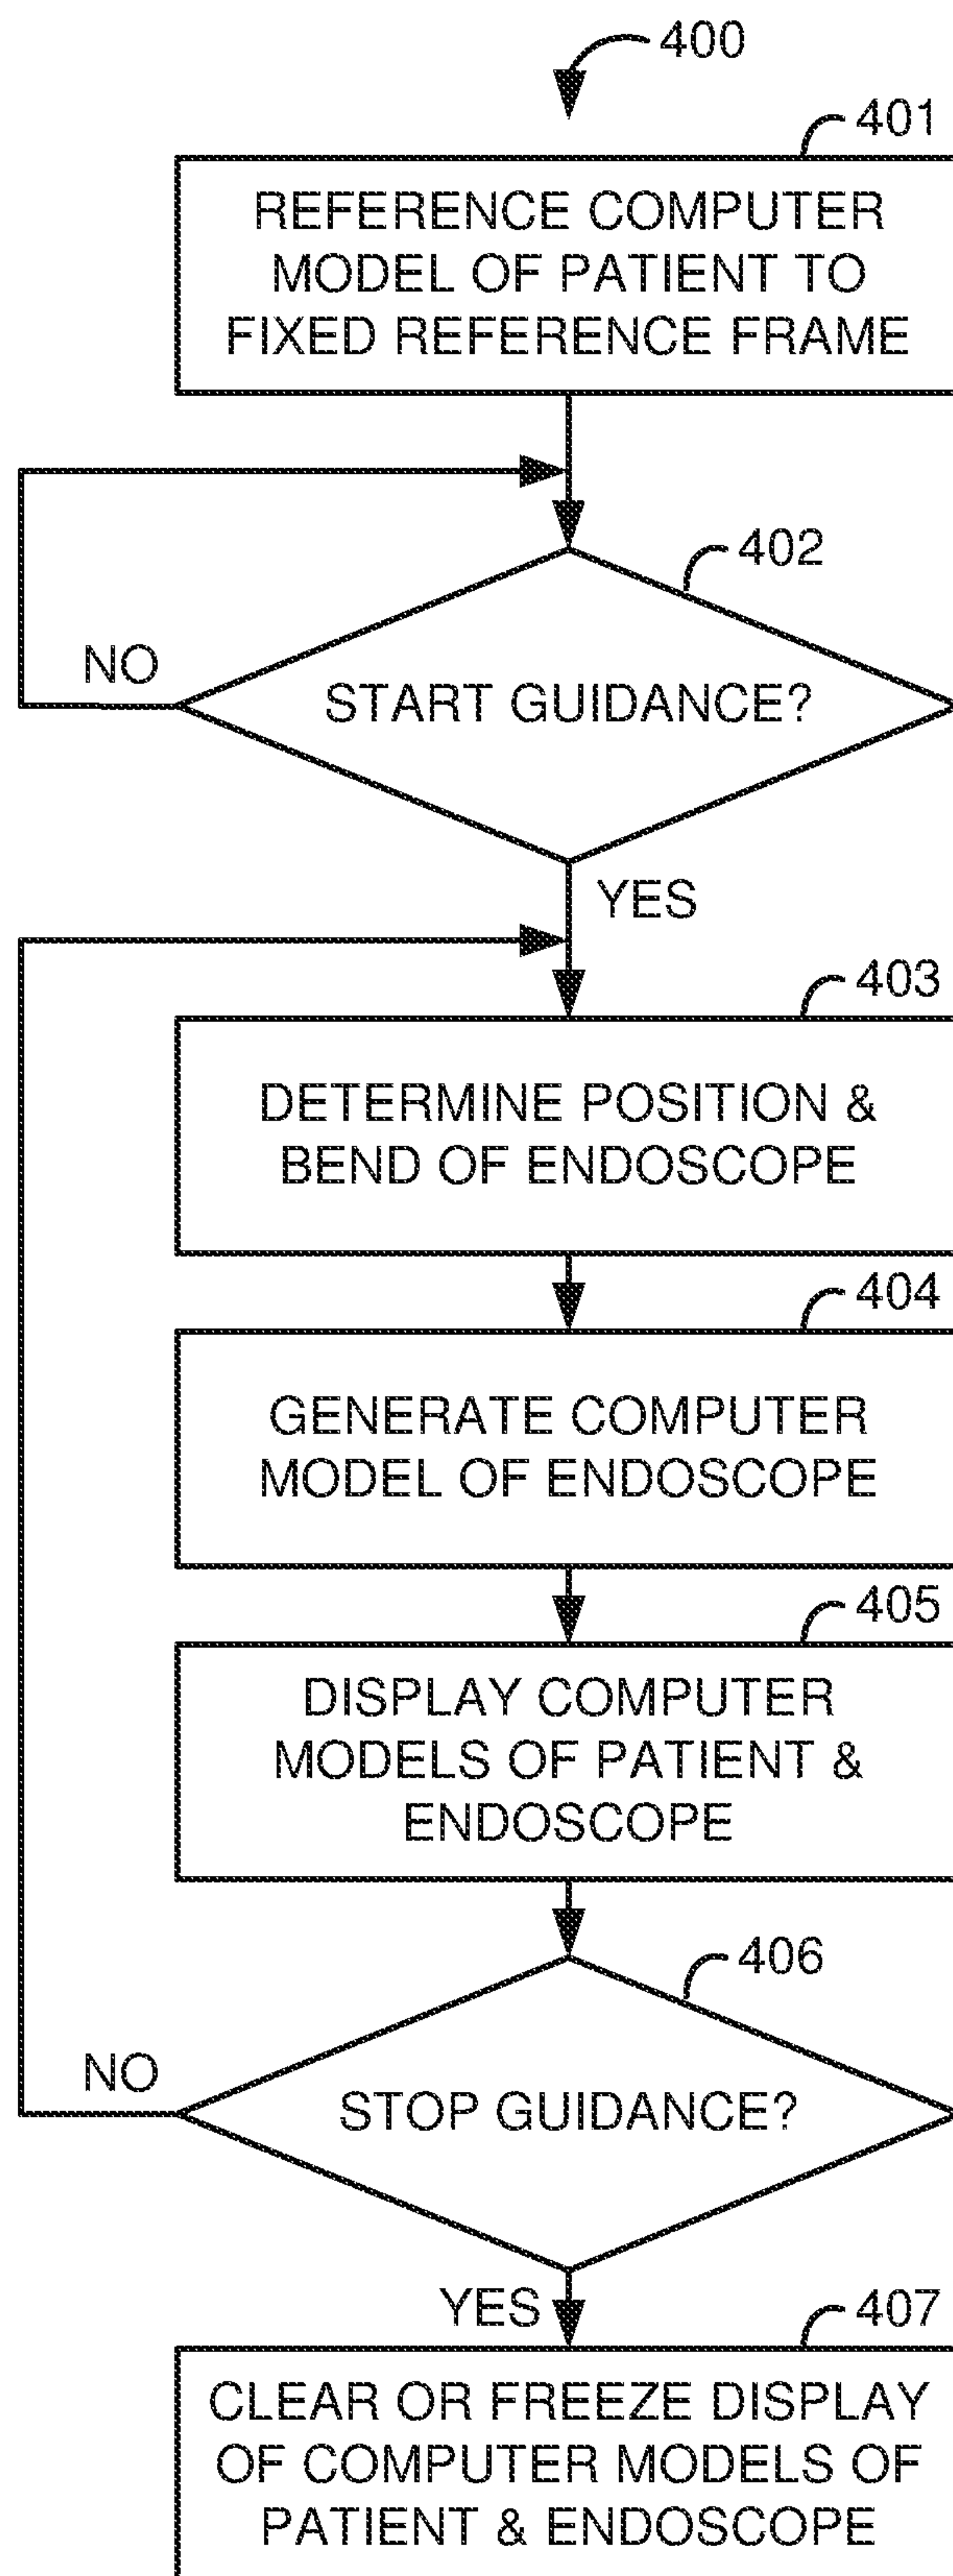 400
401
REFERENCE COMPUTER
MODEL OF PATIENT TO
FIXED REFERENCE FRAME
402
NO
START GUIDANCE?
YES
403
DETERMINE POSITION &
BEND OF ENDOSCOPE
404
GENERATE COMPUTER
MODEL OF ENDOSCOPE
405
DISPLAY COMPUTER
MODELS OF PATIENT &
ENDOSCOPE
406
NO
STOP GUIDANCE?
YES
407
CLEAR OR FREEZE DISPLAY
OF COMPUTER MODELS OF
PATIENT & ENDOSCOPE